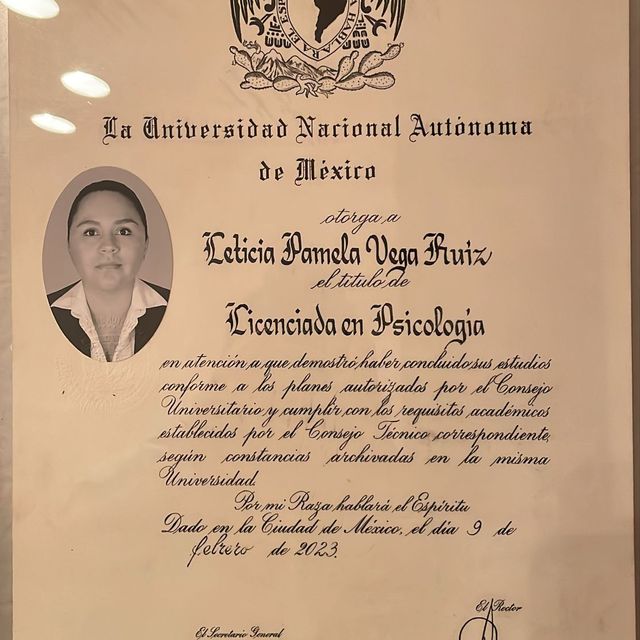 HABLARA EL ESP
La Universidad Nacional Autónoma
de México
otorga a
Leticia Pamela Vega Ruiz
el título de
Licenciada en Psicología
en atención a que demostró haber concluido sus estudios
conforme a los planes autorizados por el Consejo
Universitario y cumplir con los requisitos académicos
establecidos por el Consejo Técnico correspondiente,
según constancias archivadas en la misma
Universidad.
Por mi Raza hablará el Espíritu
Dado en la Ciudad de México, el día 9 de
febrero de 2023.
El Rector
El Secretario General